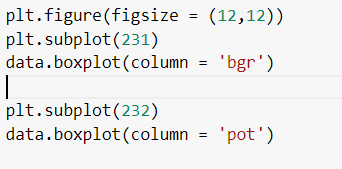 plt.figure(figsize = (12,12))
plt.subplot(231)
data.boxplot(column = 'bgr')
plt.subplot(232)
data.boxplot(column = 'pot')